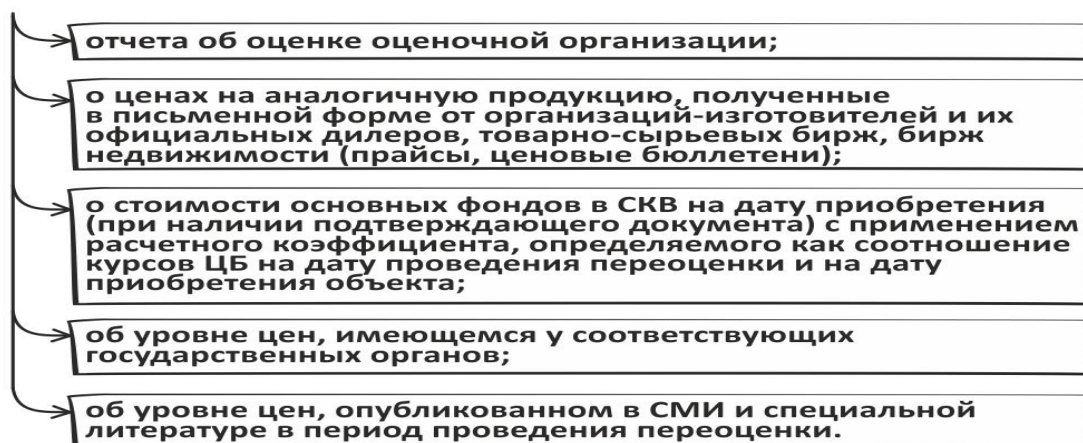 отчета об оценке оценочной организации;
о ценах на аналогичную продукцию, полученные
в письменной форме от организаций-изготовителей и их
официальных дилеров, товарно-сырьевых бирж, бирж
недвижимости (прайсы, ценовые бюллетени);
о стоимости основных фондов в СКВ на дату приобретения
(при наличии подтверждающего документа) с применением
расчетного коэффициента, определяемого как соотношение
курсов ЦБ на дату проведения переоценки и на дату
приобретения объекта;
об уровне цен, имеющемся у соответствующих
государственных органов;
об уровне цен, опубликованном в СМИ и специальной
литературе в период проведения переоценки.